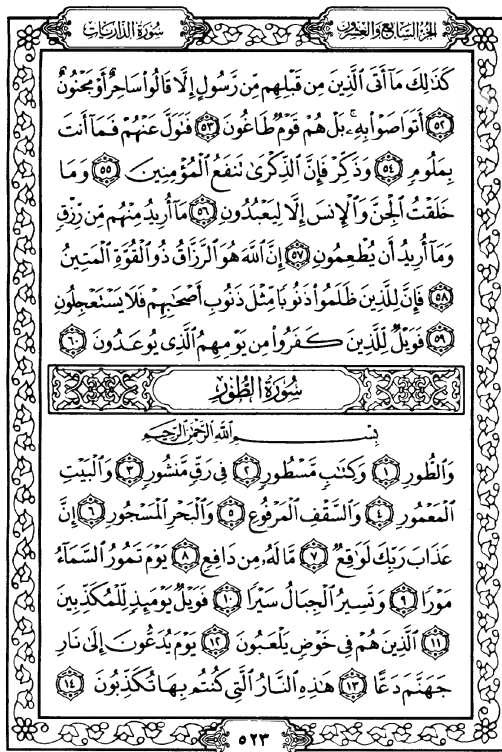 الجزء السابع والعشرون
سورة الذاريات
كَذَٰلِكَ مَآ أَتَى ٱلَّذِينَ مِن قَبْلِهِم مِّن رَّسُولٍ إِلَّا قَالُوا۟ سَاحِرٌ أَوْ مَجْنُونٌ
٥٢ أَتَوَاصَوْا۟ بِهِۦ ۚ بَلْ هُمْ قَوْمٌ طَاغُونَ ٥٣ فَتَوَلَّ عَنْهُمْ فَمَآ أَنتَ
بِمَلُومٍ ٥٤ وَذَكِّرْ فَإِنَّ ٱلذِّكْرَىٰ تَنفَعُ ٱلْمُؤْمِنِينَ ٥٥ وَمَا
خَلَقْتُ ٱلْجِنَّ وَٱلْإِنسَ إِلَّا لِيَعْبُدُونِ ٥٦ مَآ أُرِيدُ مِنْهُم مِّن رِّزْقٍ
وَمَآ أُرِيدُ أَن يُطْعِمُونِ ٥٧ إِنَّ ٱللَّهَ هُوَ ٱلرَّزَّاقُ ذُو ٱلْقُوَّةِ ٱلْمَتِينُ
٥٨ فَإِنَّ لِلَّذِينَ ظَلَمُوا۟ ذَنُوبًا مِّثْلَ ذَنُوبِ أَصْحَٰبِهِمْ فَلَا يَسْتَعْجِلُونِ
٥٩ فَوَيْلٌ لِّلَّذِينَ كَفَرُوا۟ مِن يَوْمِهِمُ ٱلَّذِى يُوعَدُونَ ٦٠
سُورَةُ الطُّورِ
بِسْمِ ٱللَّهِ ٱلرَّحْمَٰنِ ٱلرَّحِيمِ
وَٱلطُّورِ ١ وَكِتَٰبٍ مَّسْطُورٍ ٢ فِى رَقٍّ مَّنشُورٍ ٣ وَٱلْبَيْتِ
ٱلْمَعْمُورِ ٤ وَٱلسَّقْفِ ٱلْمَرْفُوعِ ٥ وَٱلْبَحْرِ ٱلْمَسْجُورِ ٦ إِنَّ
عَذَابَ رَبِّكَ لَوَٰقِعٌ ٧ مَّا لَهُۥ مِن دَافِعٍ ٨ يَوْمَ تَمُورُ ٱلسَّمَآءُ
مَوْرًا ٩ وَتَسِيرُ ٱلْجِبَالُ سَيْرًا ١٠ فَوَيْلٌ يَوْمَئِذٍ لِّلْمُكَذِّبِينَ
١١ ٱلَّذِينَ هُمْ فِى خَوْضٍ يَلْعَبُونَ ١٢ يَوْمَ يُدَعُّونَ إِلَىٰ نَارِ
جَهَنَّمَ دَعًّا ١٣ هَٰذِهِ ٱلنَّارُ ٱلَّتِى كُنتُم بِهَا تُكَذِّبُونَ ١٤
٥٢٣